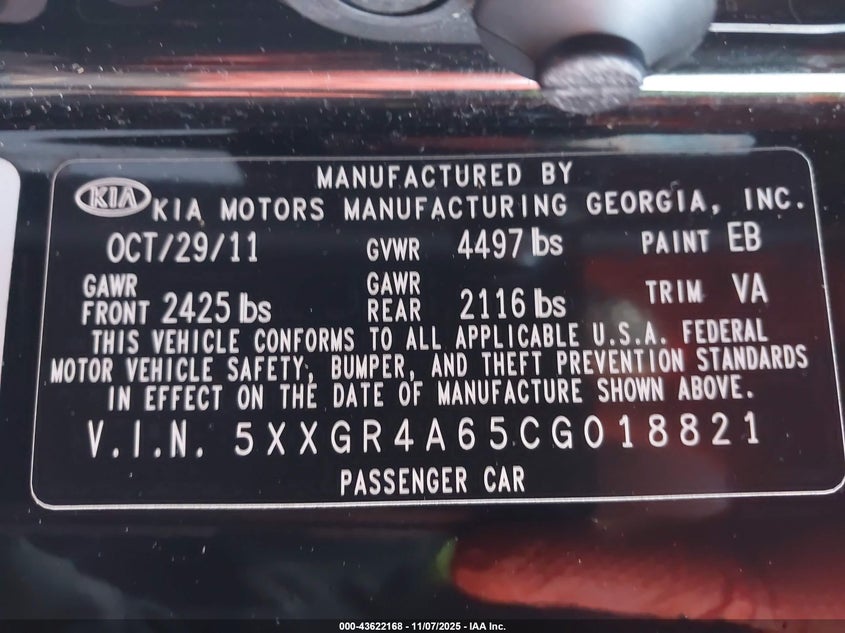 MANUFACTURED BY
KIA KIA MOTORS MANUFACTURING GEORGIA, INC.
OCT/29/11 GVWR 4497 lbs PAINT EB
GAWR FRONT 2425 lbs GAWR REAR 2116 lbs TRIM VA
THIS VEHICLE CONFORMS TO ALL APPLICABLE U.S.A. FEDERAL
MOTOR VEHICLE SAFETY, BUMPER, AND THEFT PREVENTION STANDARDS
IN EFFECT ON THE DATE OF MANUFACTURE SHOWN ABOVE.
V.I.N. 5XXGR4A65CG018821
PASSENGER CAR
000-43622168 - 11/07/2025 - IAA Inc.